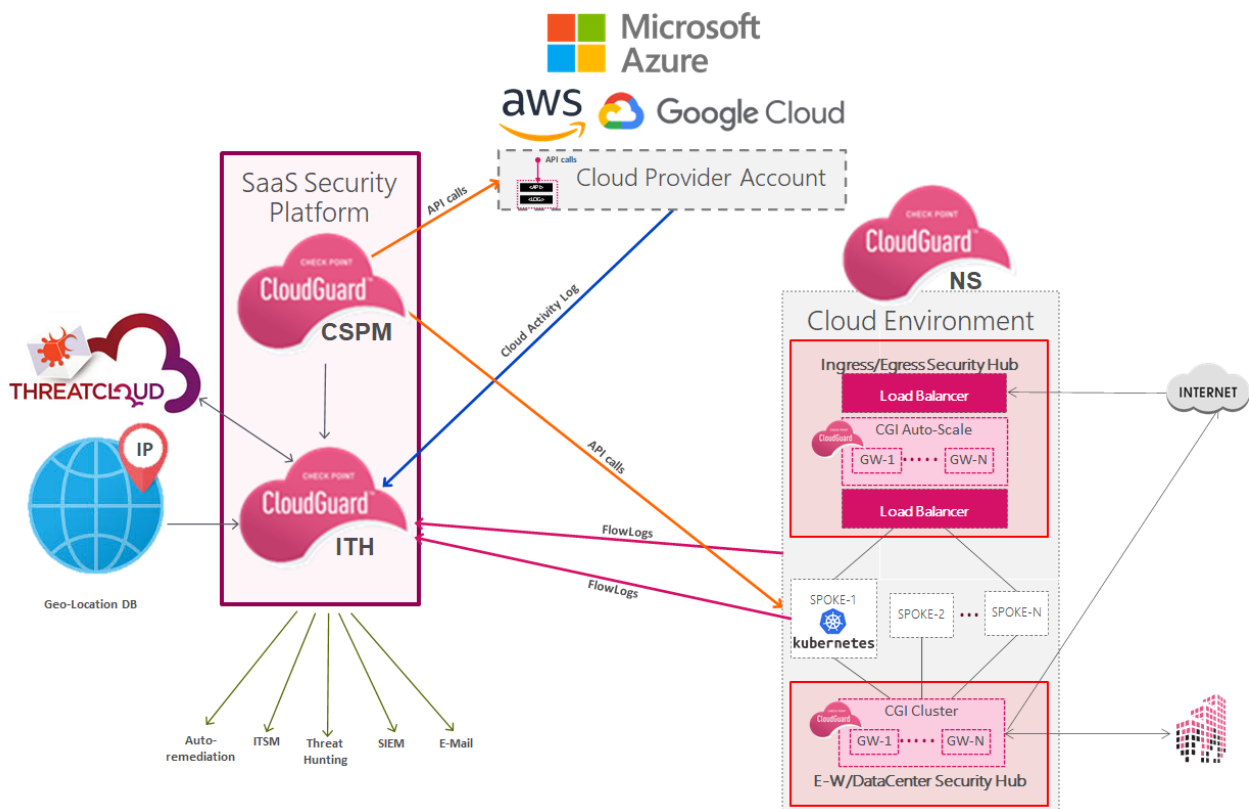 Microsoft
Azure
aws
Google Cloud
API calls
<API>
<LOG>
Cloud Provider Account
SaaS Security
Platform
CHECK POINT
CloudGuard™
CSPM
API calls
Cloud Activity Log
API calls
CHECK POINT
CloudGuard™
NS
Cloud Environment
Ingress/Egress Security Hub
Load Balancer
CGI Auto-Scale
CloudGuard
GW-1
GW-N
Load Balancer
INTERNET
THREATCLOUD
IP
Geo-Location DB
CHECK POINT
CloudGuard™
ITH
FlowLogs
FlowLogs
SPOKE-1
kubernetes
SPOKE-2
SPOKE-N
CGI Cluster
CloudGuard
GW-1
GW-N
E-W/DataCenter Security Hub
Auto-
remediation
ITSM
Threat
Hunting
SIEM
E-Mail